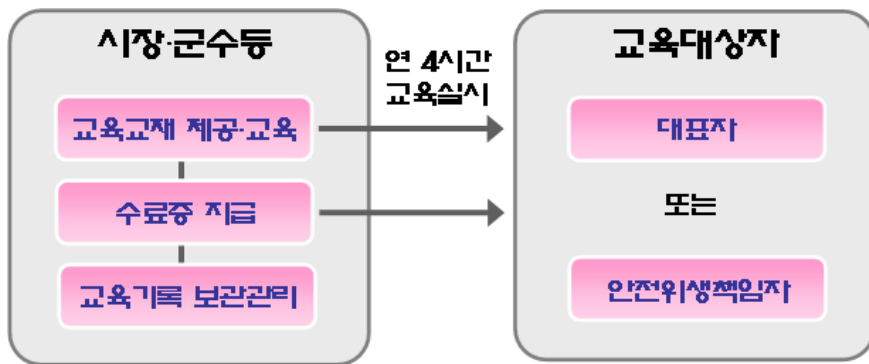 시장·군수등
교육교재 제공·교육
수료증 지급
교육기록 보관관리
연 4시간
교육실시
교육대상자
대표자
또는
안전위생책임자